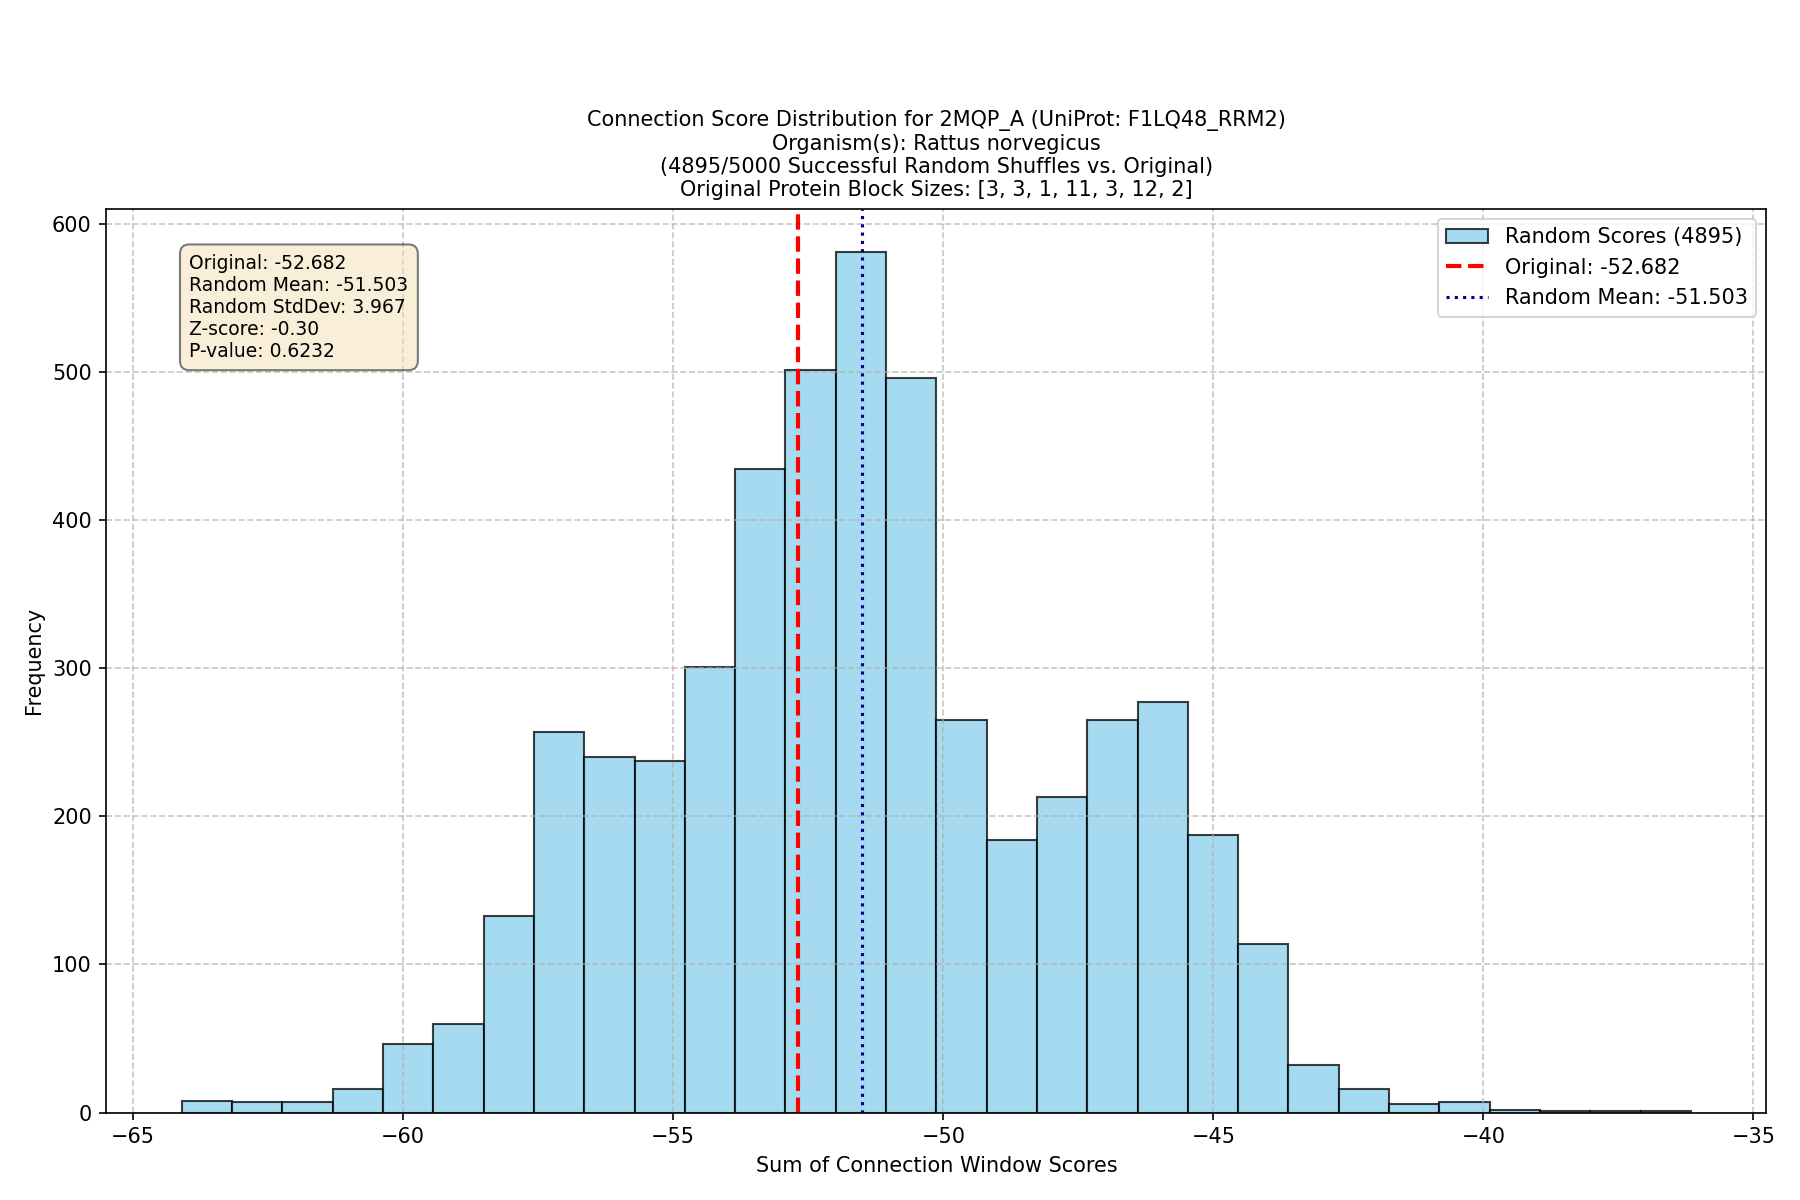 Connection Score Distribution for 2MQP_A (UniProt: F1LQ48_RRM2)
Organism(s): Rattus norvegicus
(4895/5000 Successful Random Shuffles vs. Original)
Original Protein Block Sizes: [3, 3, 1, 11, 3, 12, 2]
Original: -52.682
Random Mean: -51.503
Random StdDev: 3.967
Z-score: -0.30
P-value: 0.6232
Random Scores (4895)
Original: -52.682
Random Mean: -51.503
Frequency
600
500
400
300
200
100
0
−65
−60
−55
−50
−45
−40
−35
Sum of Connection Window Scores